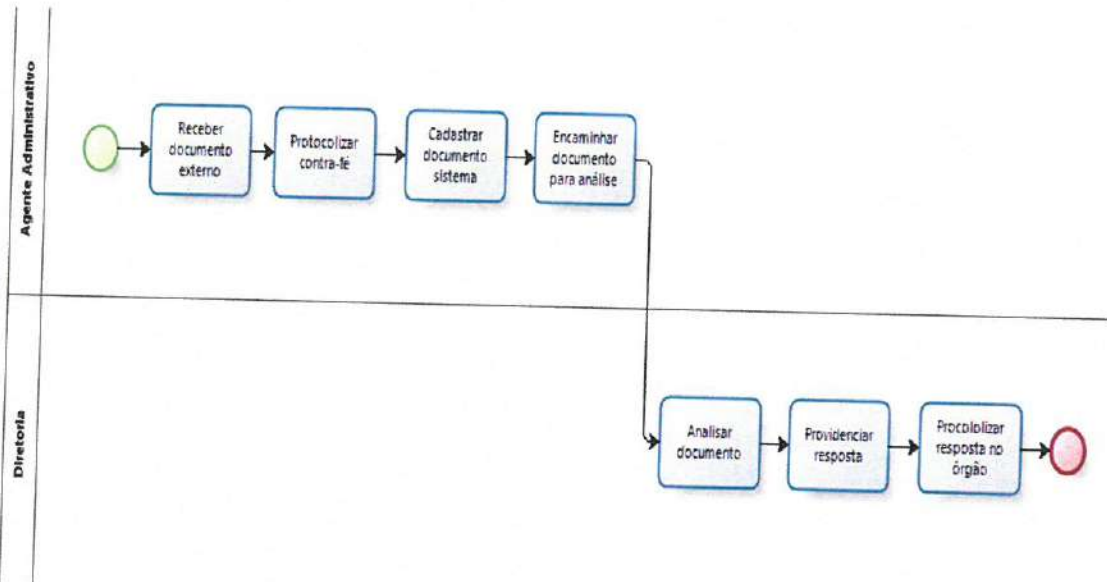 Agente Administrativo
Receber
documento
externo
Protocolizar
contra-fé
Cadastrar
documento
sistema
Encaminhar
documento
para análise
Diretoria
Analisar
documento
Providenciar
resposta
Procololizar
resposta no
órgão